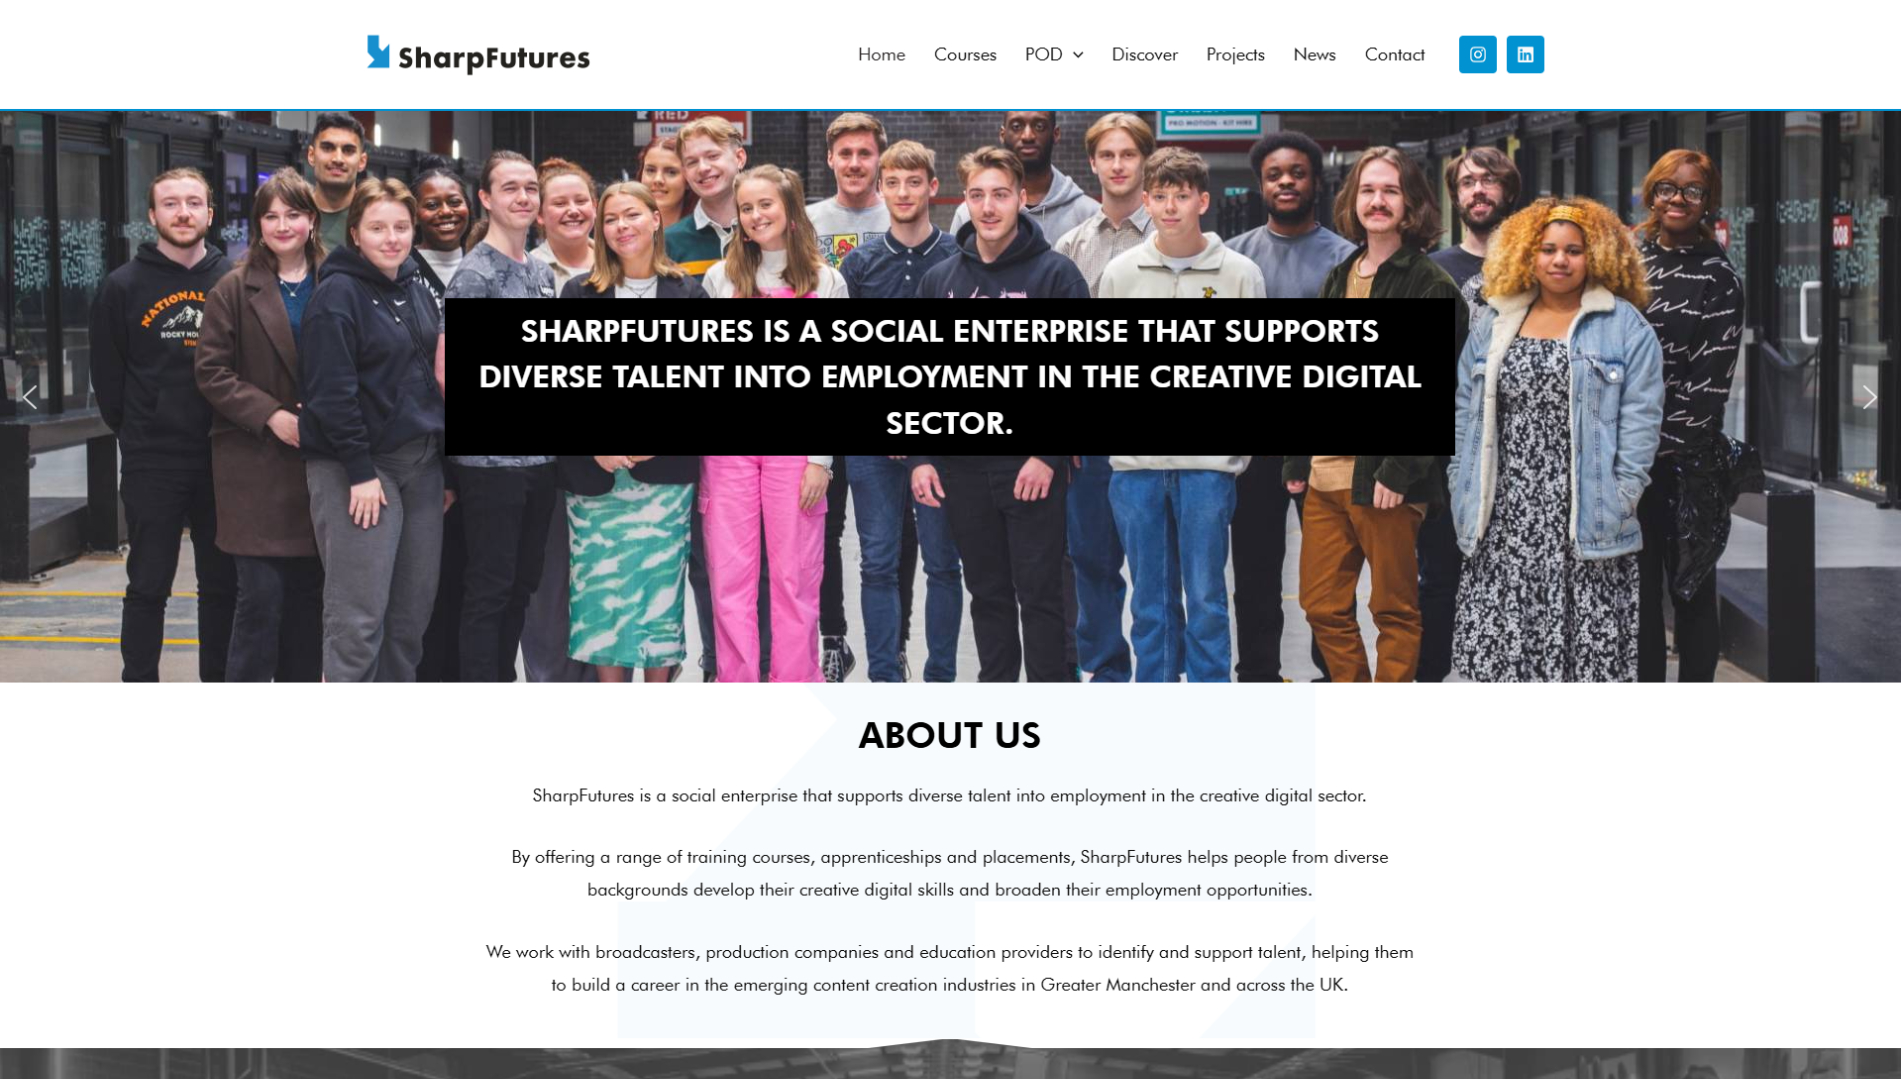 SharpFutures
Home Courses POD Discover Projects News Contact
RED
NATIONAL
SHARPFUTURES IS A SOCIAL ENTERPRISE THAT SUPPORTS
DIVERSE TALENT INTO EMPLOYMENT IN THE CREATIVE DIGITAL
SECTOR.
ABOUT US
SharpFutures is a social enterprise that supports diverse talent into employment in the creative digital sector.
By offering a range of training courses, apprenticeships and placements, SharpFutures helps people from diverse
backgrounds develop their creative digital skills and broaden their employment opportunities.
We work with broadcasters, production companies and education providers to identify and support talent, helping them
to build a career in the emerging content creation industries in Greater Manchester and across the UK.